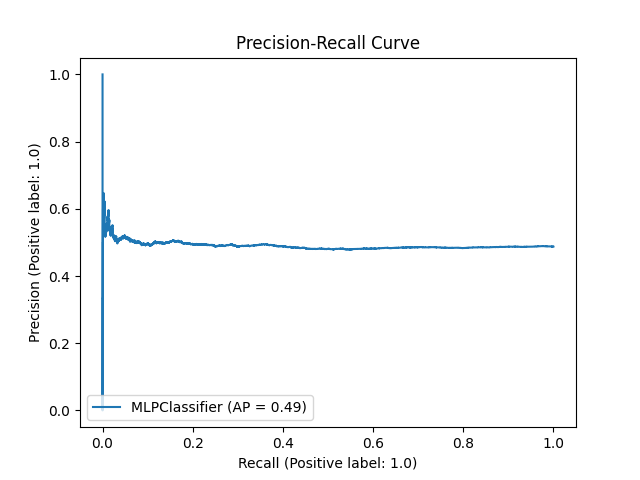 Precision-Recall Curve
1.0
0.8
0.6
0.4
0.2
0.0
Precision (Positive label: 1.0)
MLPClassifier (AP = 0.49)
0.0 0.2 0.4 0.6 0.8 1.0
Recall (Positive label: 1.0)